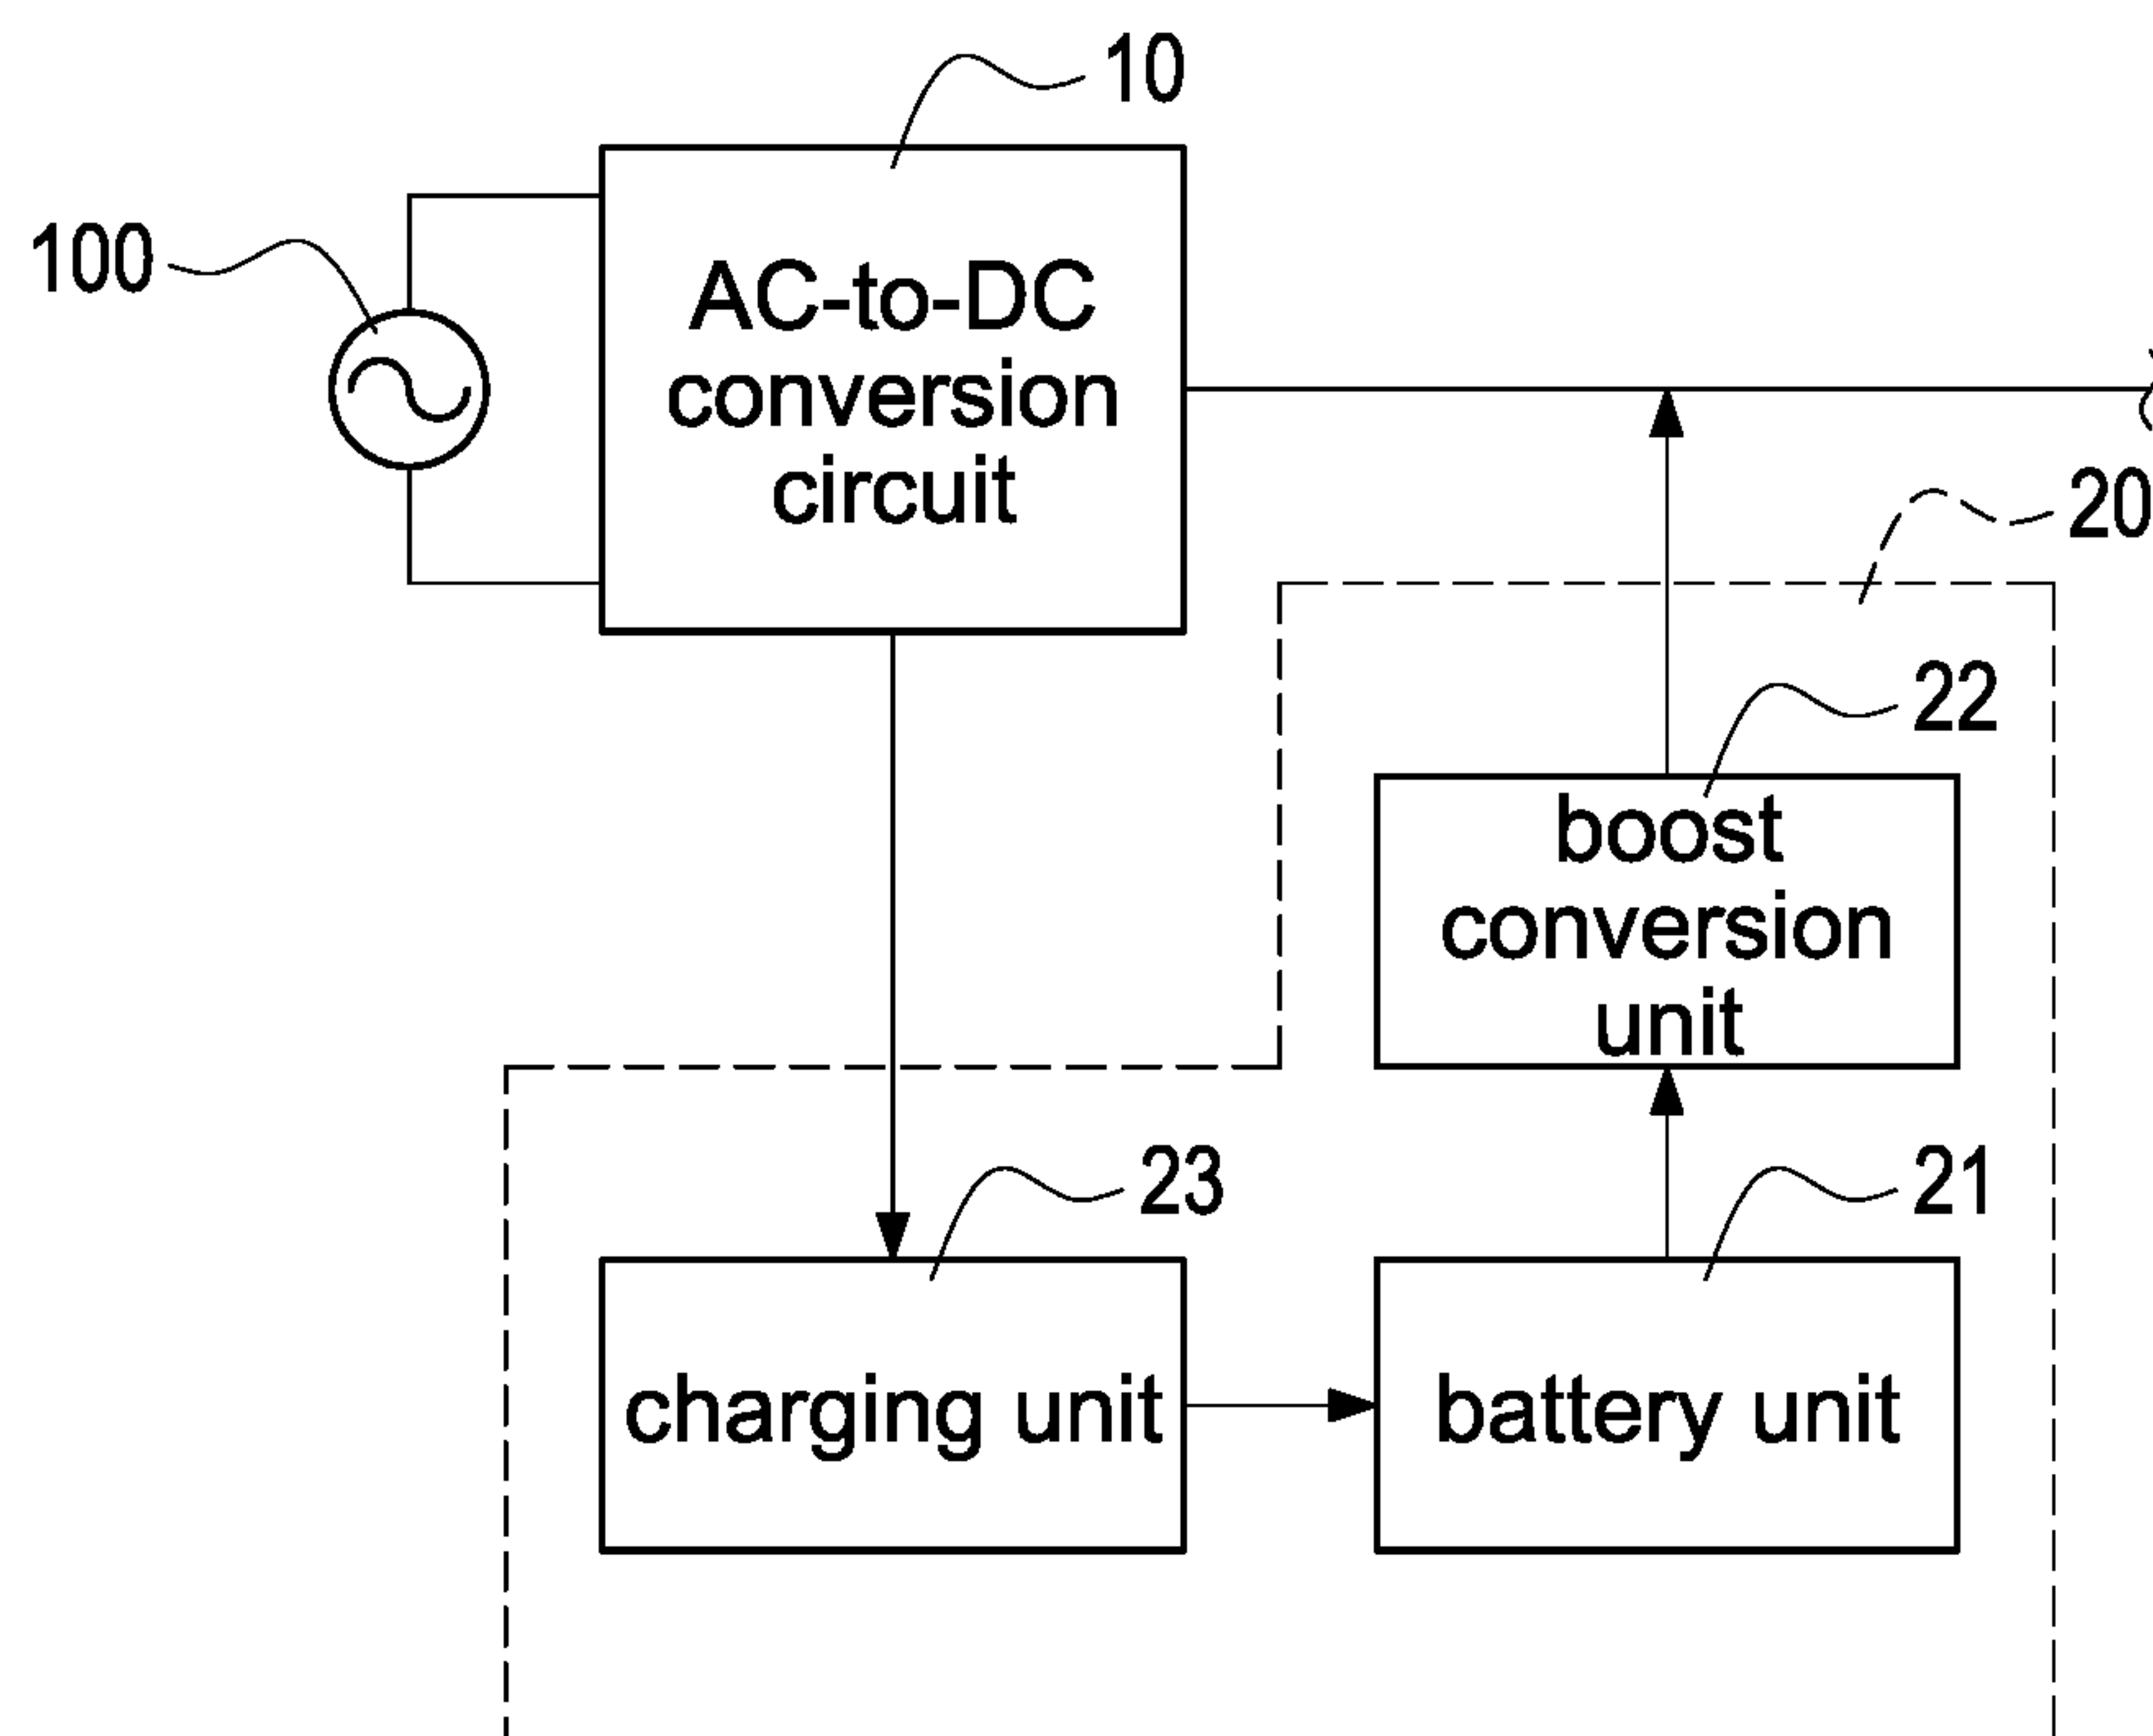 10
100
AC-to-DC
conversion
circuit
20
22
boost
conversion
unit
23
21
charging unit
battery unit